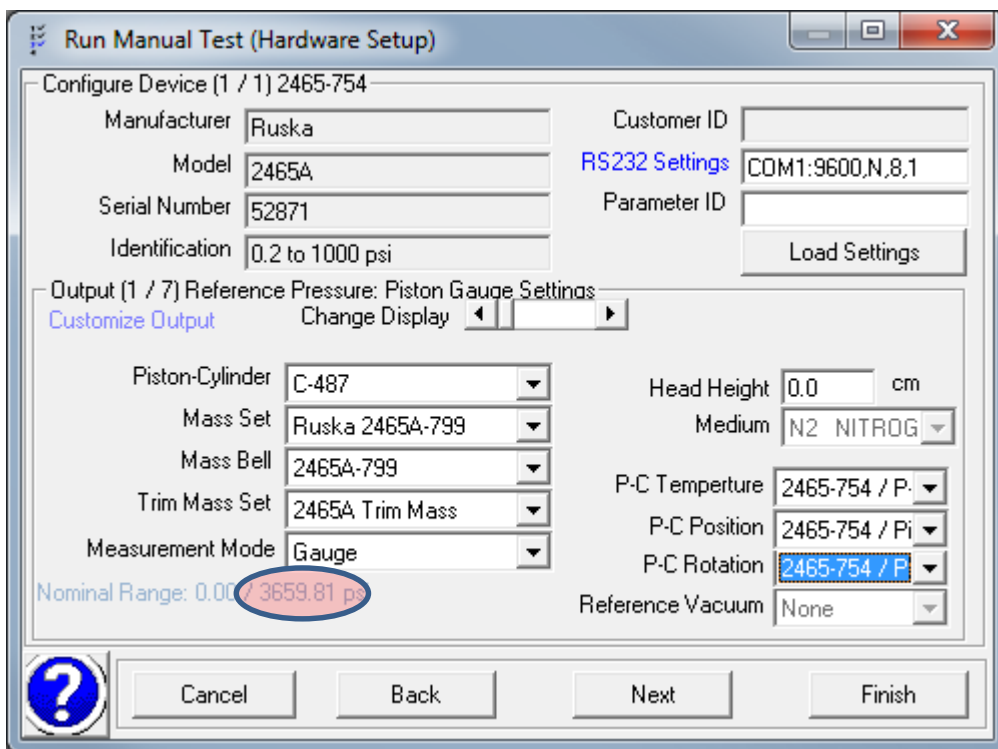 Run Manual Test (Hardware Setup)
Configure Device (1 / 1) 2465-754
Manufacturer Ruska
Model 2465A
Serial Number 52871
Identification 0.2 to 1000 psi
Customer ID
RS232 Settings COM1:9600,N,8,1
Parameter ID
Load Settings
Output (1 / 7) Reference Pressure: Piston Gauge Settings
Customize Output Change Display
Piston-Cylinder C-487
Mass Set Ruska 2465A-799
Mass Bell 2465A-799
Trim Mass Set 2465A Trim Mass
Measurement Mode Gauge
Nominal Range: 0.00 / 3659.81 ps
Head Height 0.0 cm
Medium N2 NITROG
P-C Temperture 2465-754 / P-
P-C Position 2465-754 / Pi
P-C Rotation 2465-754 / P
Reference Vacuum None
?
Cancel Back Next Finish